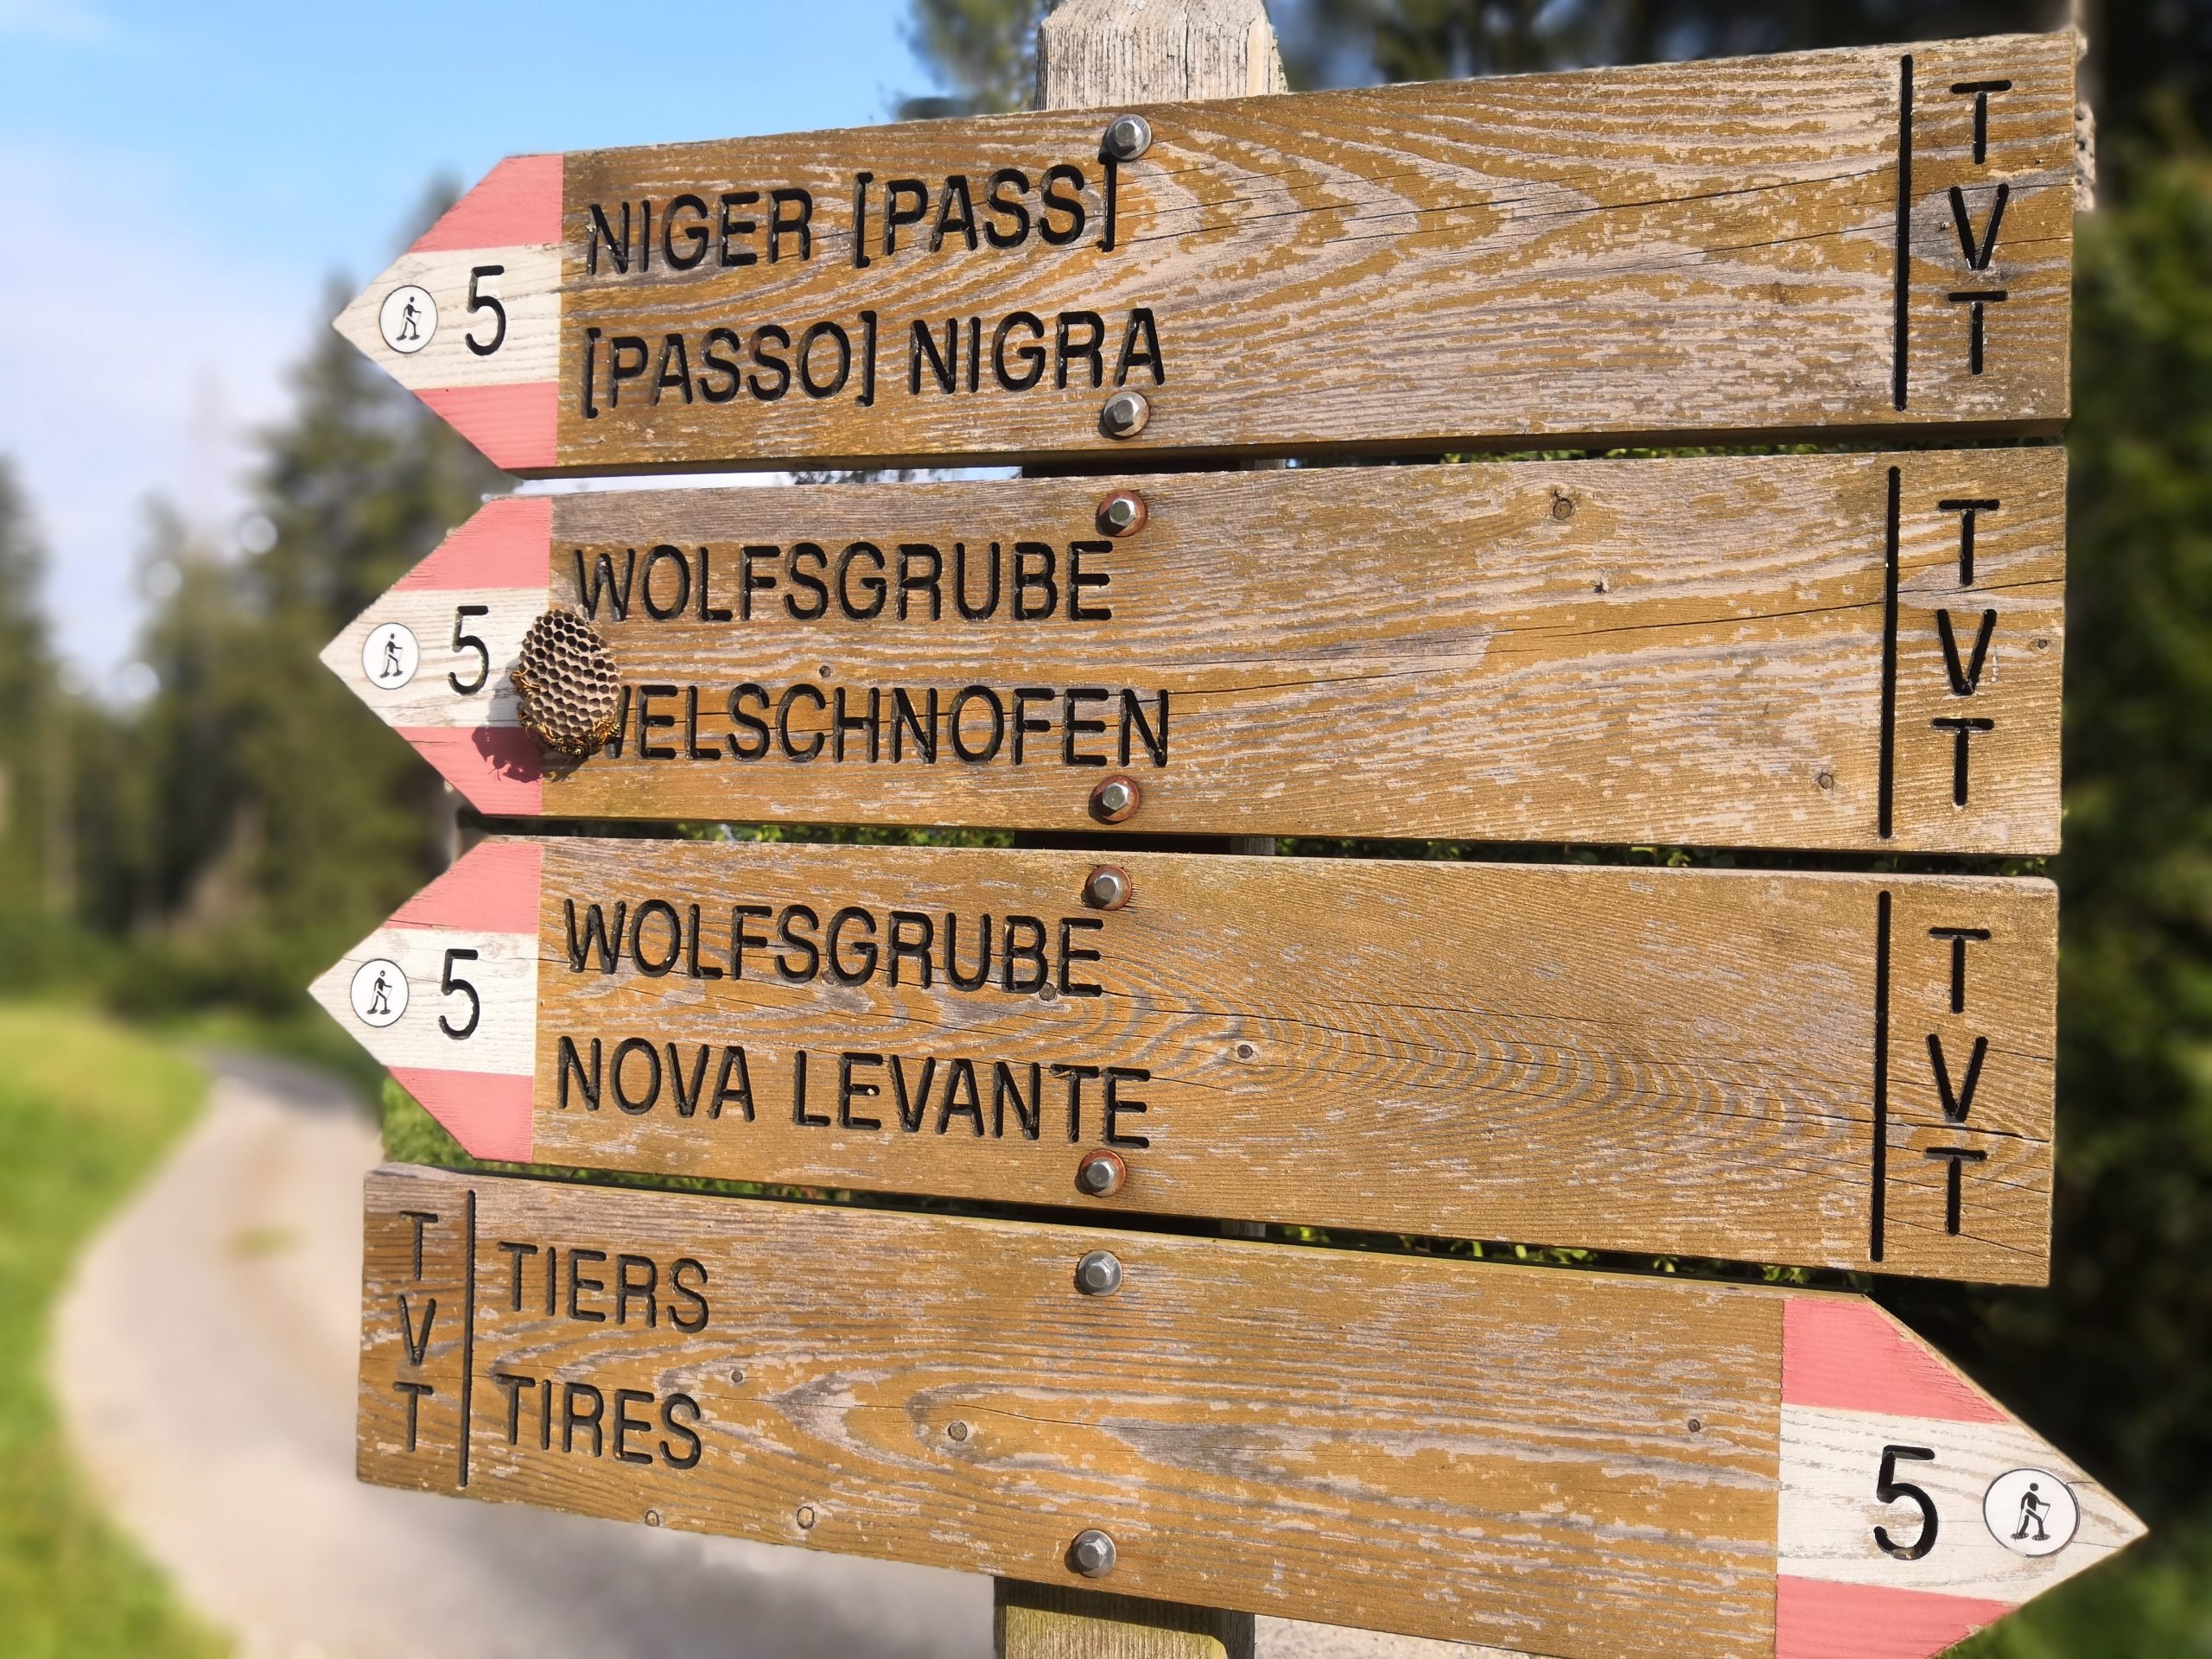 NIGER [PASS]
[PASSO] NIGRA
5
TVT
WOLFSGRUBE
WELSCHNOFEN
5
TVT
WOLFSGRUBE
NOVA LEVANTE
5
TVT
TVT
TIERS
TIRES
5